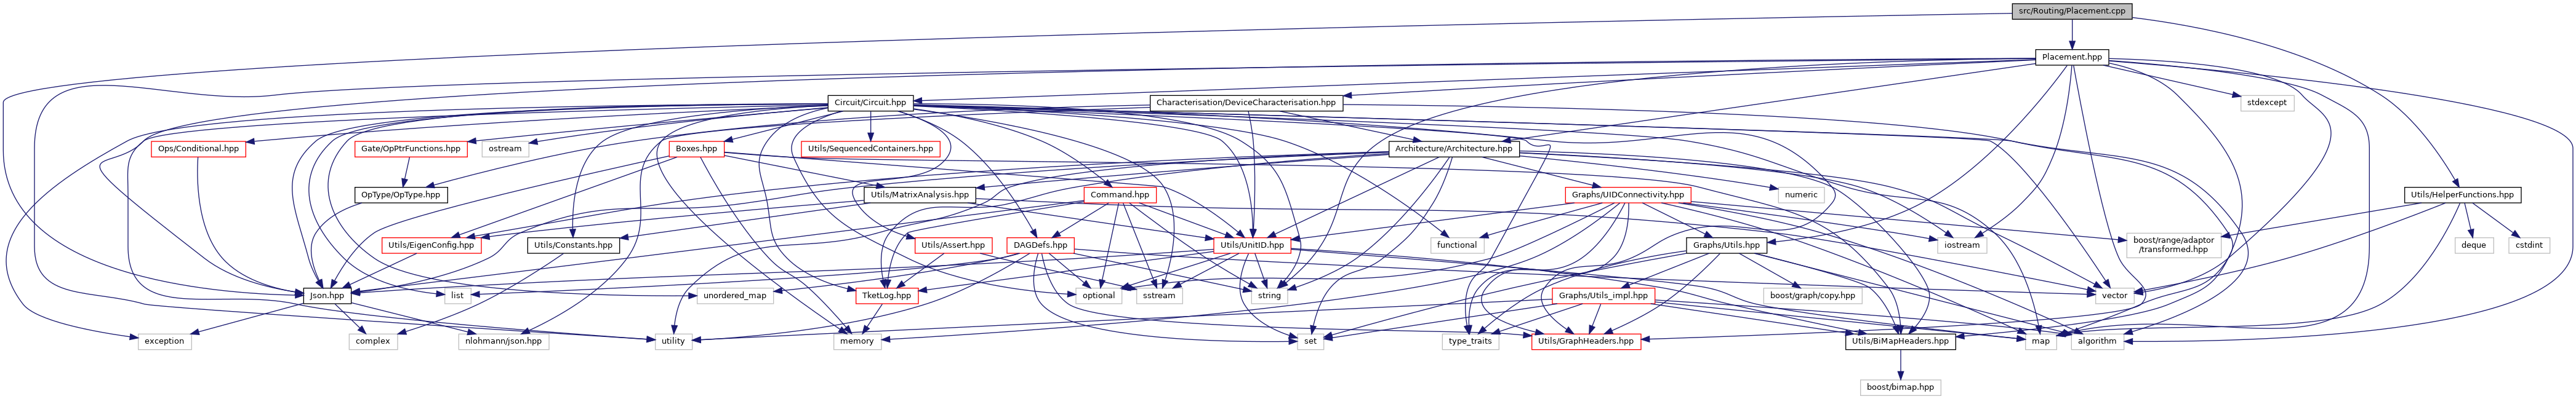 src/Routing/Placement.cpp
Placement.hpp
Circuit/Circuit.hpp
Characterisation/DeviceCharacterisation.hpp
stdexcept
Ops/Conditional.hpp
Gate/OpPtrFunctions.hpp
ostream
Boxes.hpp
Utils/SequencedContainers.hpp
Architecture/Architecture.hpp
OpType/OpType.hpp
Utils/MatrixAnalysis.hpp
Command.hpp
Graphs/UIDConnectivity.hpp
numeric
Utils/HelperFunctions.hpp
Utils/EigenConfig.hpp
Utils/Constants.hpp
Utils/Assert.hpp
DAGDefs.hpp
Utils/UnitID.hpp
functional
Graphs/Utils.hpp
iostream
boost/range/adaptor
/transformed.hpp
deque
cstdint
Json.hpp
list
unordered_map
TketLog.hpp
optional
sstream
string
Graphs/Utils_impl.hpp
boost/graph/copy.hpp
vector
exception
complex
nlohmann/json.hpp
utility
memory
set
type_traits
Utils/GraphHeaders.hpp
Utils/BiMapHeaders.hpp
map
algorithm
boost/bimap.hpp